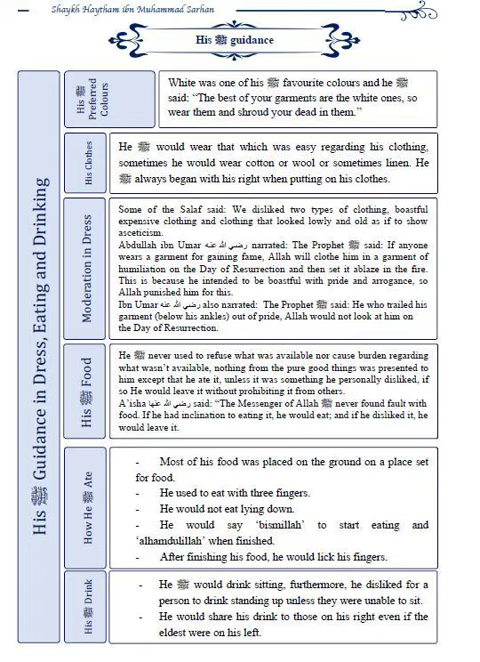 Shaykh Haytham ibn Muhammad Sarhan
His ﷺ guidance
His ﷺ Guidance in Dress, Eating and Drinking
His ﷺ
Preferred
Colours
White was one of his ﷺ favourite colours and he ﷺ
said: “The best of your garments are the white ones, so
wear them and shroud your dead in them.”
His Clothes
He ﷺ would wear that which was easy regarding his clothing,
sometimes he would wear cotton or wool or sometimes linen. He
ﷺ always began with his right when putting on his clothes.
Moderation in Dress
Some of the Salaf said: We disliked two types of clothing, boastful
expensive clothing and clothing that looked lowly and old as if to show
asceticism.
Abdullah ibn Umar رضي الله عنه narrated: The Prophet ﷺ said: If anyone
wears a garment for gaining fame, Allah will clothe him in a garment of
humiliation on the Day of Resurrection and then set it ablaze in the fire.
This is because he intended to be boastful with pride and arrogance, so
Allah punished him for this.
Ibn Umar رضي الله عنه also narrated: The Prophet ﷺ said: He who trailed his
garment (below his ankles) out of pride, Allah would not look at him on
the Day of Resurrection.
His ﷺ Food
He ﷺ never used to refuse what was available nor cause burden regarding
what wasn’t available, nothing from the pure good things was presented to
him except that he ate it, unless it was something he personally disliked, if
so He would leave it without prohibiting it from others.
A’isha رضي الله عنها said: “The Messenger of Allah ﷺ never found fault with
food. If he had inclination to eating it, he would eat; and if he disliked it, he
would leave it.
How He ﷺ Ate
- Most of his food was placed on the ground on a place set
for food.
- He used to eat with three fingers.
- He would not eat lying down.
- He would say ‘bismillah’ to start eating and
‘alhamdulillah’ when finished.
- After finishing his food, he would lick his fingers.
His ﷺ Drink
- He ﷺ would drink sitting, furthermore, he disliked for a
person to drink standing up unless they were unable to sit.
- He would share his drink to those on his right even if the
eldest were on his left.